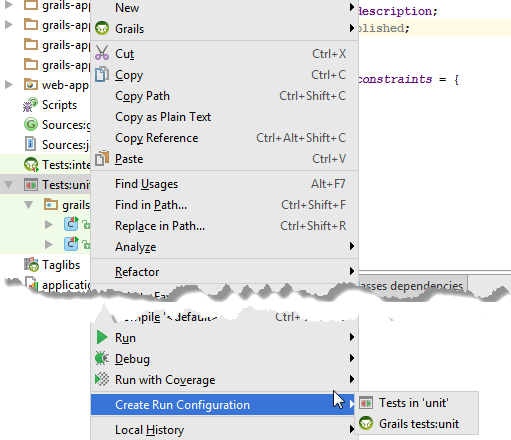 grails-app
New
description;
grails-app
Grails
blished;
grails-app
Cut Ctrl+X
grails-app
Copy Ctrl+C
web-app
Copy Path Ctrl+Shift+C
constraints = {
Scripts
Copy as Plain Text
Sources:g
Copy Reference Ctrl+Alt+Shift+C
Sources:ja
Paste Ctrl+V
Tests:inte
Tests:unit
Find Usages Alt+F7
grails
Find in Path... Ctrl+Shift+F
Replace in Path... Ctrl+Shift+R
Analyze
Taglibs
Refactor
application
asses dependencies
Compile 'default> Ctrl+
Run
Debug
Run with Coverage
Create Run Configuration
Tests in 'unit'
Grails tests:unit
Local History